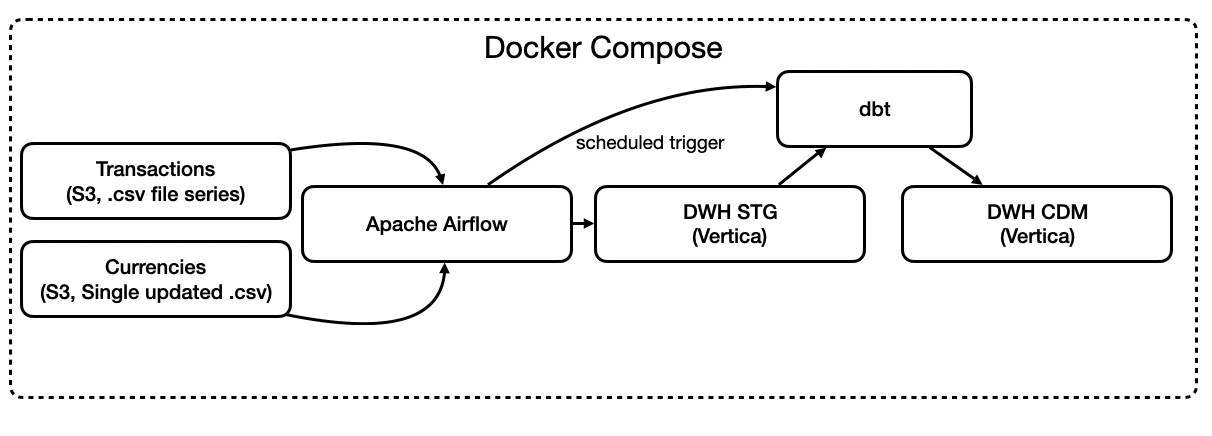 Docker Compose
dbt
scheduled trigger
Transactions
(S3, .csv file series)
Apache Airflow
DWH STG
(Vertica)
DWH CDM
(Vertica)
Currencies
(S3, Single updated .csv)